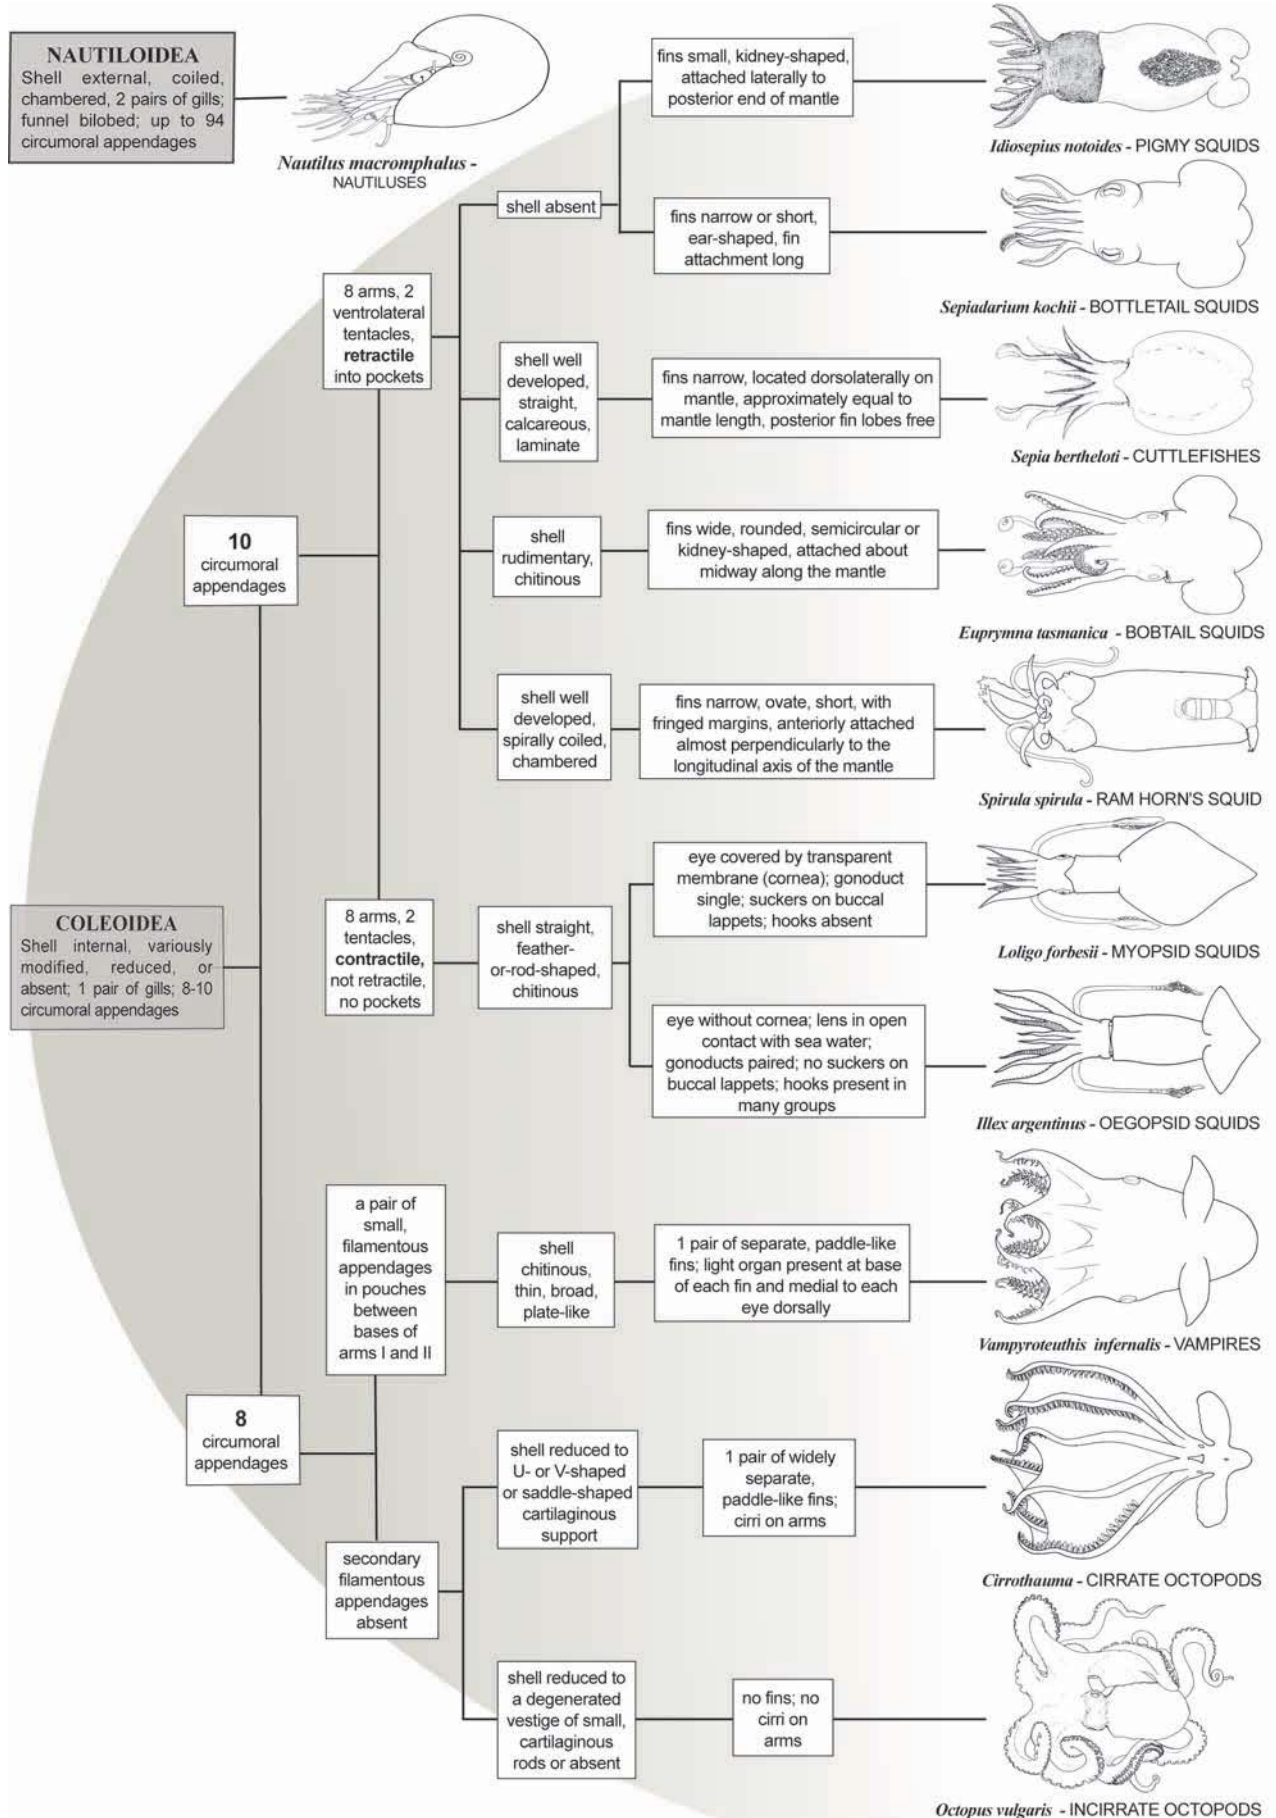 NAUTILOIDEA
Shell external, coiled,
chambered, 2 pairs of gills;
funnel bilobed; up to 94
circumoral appendages
Nautilus macromphalus -
NAUTILUSES
fins small, kidney-shaped,
attached laterally to
posterior end of mantle
Idiosepius notoides - PIGMY SQUIDS
shell absent
fins narrow or short,
ear-shaped, fin
attachment long
Sepiadarium kochii - BOTTLETAIL SQUIDS
8 arms, 2
ventrolateral
tentacles,
retractile
into pockets
shell well
developed,
straight,
calcareous,
laminate
fins narrow, located dorsolaterally on
mantle, approximately equal to
mantle length, posterior fin lobes free
Sepia bertheloti - CUTTLEFISHES
10
circumoral
appendages
shell
rudimentary,
chitinous
fins wide, rounded, semicircular or
kidney-shaped, attached about
midway along the mantle
Euprymna tasmanica - BOBTAIL SQUIDS
shell well
developed,
spirally coiled,
chambered
fins narrow, ovate, short, with
fringed margins, anteriorly attached
almost perpendicularly to the
longitudinal axis of the mantle
Spirula spirula - RAM HORN'S SQUID
COLEOIDEA
Shell internal, variously
modified, reduced, or
absent; 1 pair of gills; 8-10
circumoral appendages
8 arms, 2
tentacles,
contractile,
not retractile,
no pockets
shell straight,
feather-
or-rod-shaped,
chitinous
eye covered by transparent
membrane (cornea); gonoduct
single; suckers on buccal
lappets; hooks absent
Loligo forbesii - MYOPSID SQUIDS
eye without cornea; lens in open
contact with sea water;
gonoducts paired; no suckers on
buccal lappets; hooks present in
many groups
Illex argentinus - OEGOPSID SQUIDS
a pair of
small,
filamentous
appendages
in pouches
between
bases of
arms I and II
shell
chitinous,
thin, broad,
plate-like
1 pair of separate, paddle-like
fins; light organ present at base
of each fin and medial to each
eye dorsally
Vampyroteuthis infernalis - VAMPIRES
8
circumoral
appendages
shell reduced to
U- or V-shaped
or saddle-shaped
cartilaginous
support
1 pair of widely
separate,
paddle-like fins;
cirri on arms
Cirrothauma - CIRRATE OCTOPODS
secondary
filamentous
appendages
absent
shell reduced to
a degenerated
vestige of small,
cartilaginous
rods or absent
no fins; no
cirri on
arms
Octopus vulgaris - INCIRRATE OCTOPODS